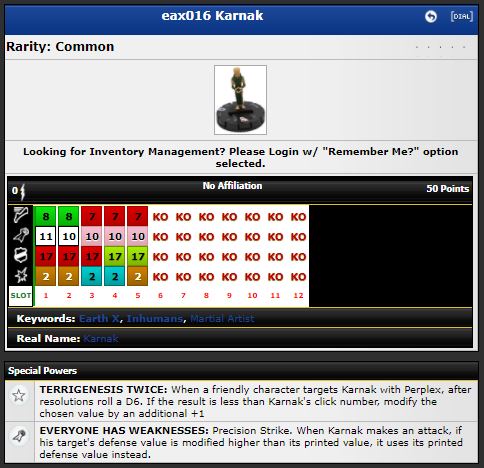 eax016 Karnak
[DIAL]
Rarity: Common
Looking for Inventory Management? Please Login w/ "Remember Me?" option
selected.
0 No Affiliation 50 Points
8 8 7 7 7 KO KO KO KO KO KO KO
11 10 10 10 10 KO KO KO KO KO KO KO
17 17 17 17 17 KO KO KO KO KO KO KO
2 2 2 2 2 KO KO KO KO KO KO KO
SLOT 1 2 3 4 5 6 7 8 9 10 11 12
Keywords: Earth X, Inhumans, Martial Artist
Real Name: Karnak
Special Powers
TERRIGENESIS TWICE: When a friendly character targets Karnak with Perplex, after
resolutions roll a D6. If the result is less than Karnak's click number, modify the
chosen value by an additional +1
EVERYONE HAS WEAKNESSES: Precision Strike. When Karnak makes an attack, if
his target's defense value is modified higher than its printed value, it uses its printed
defense value instead.